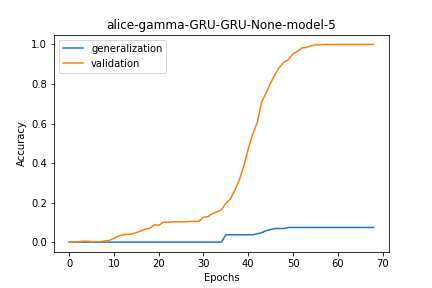 alice-gamma-GRU-GRU-None-model-5
generalization
validation
Accuracy
1.0
0.8
0.6
0.4
0.2
0.0
0 10 20 30 40 50 60 70
Epochs